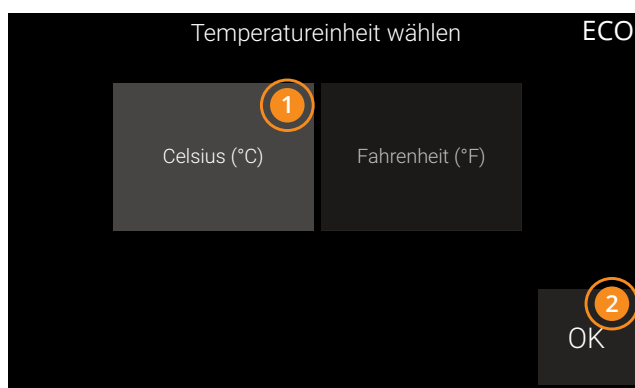 Temperatureinheit wählen
ECO
1
Celsius (°C)
Fahrenheit (°F)
2
OK